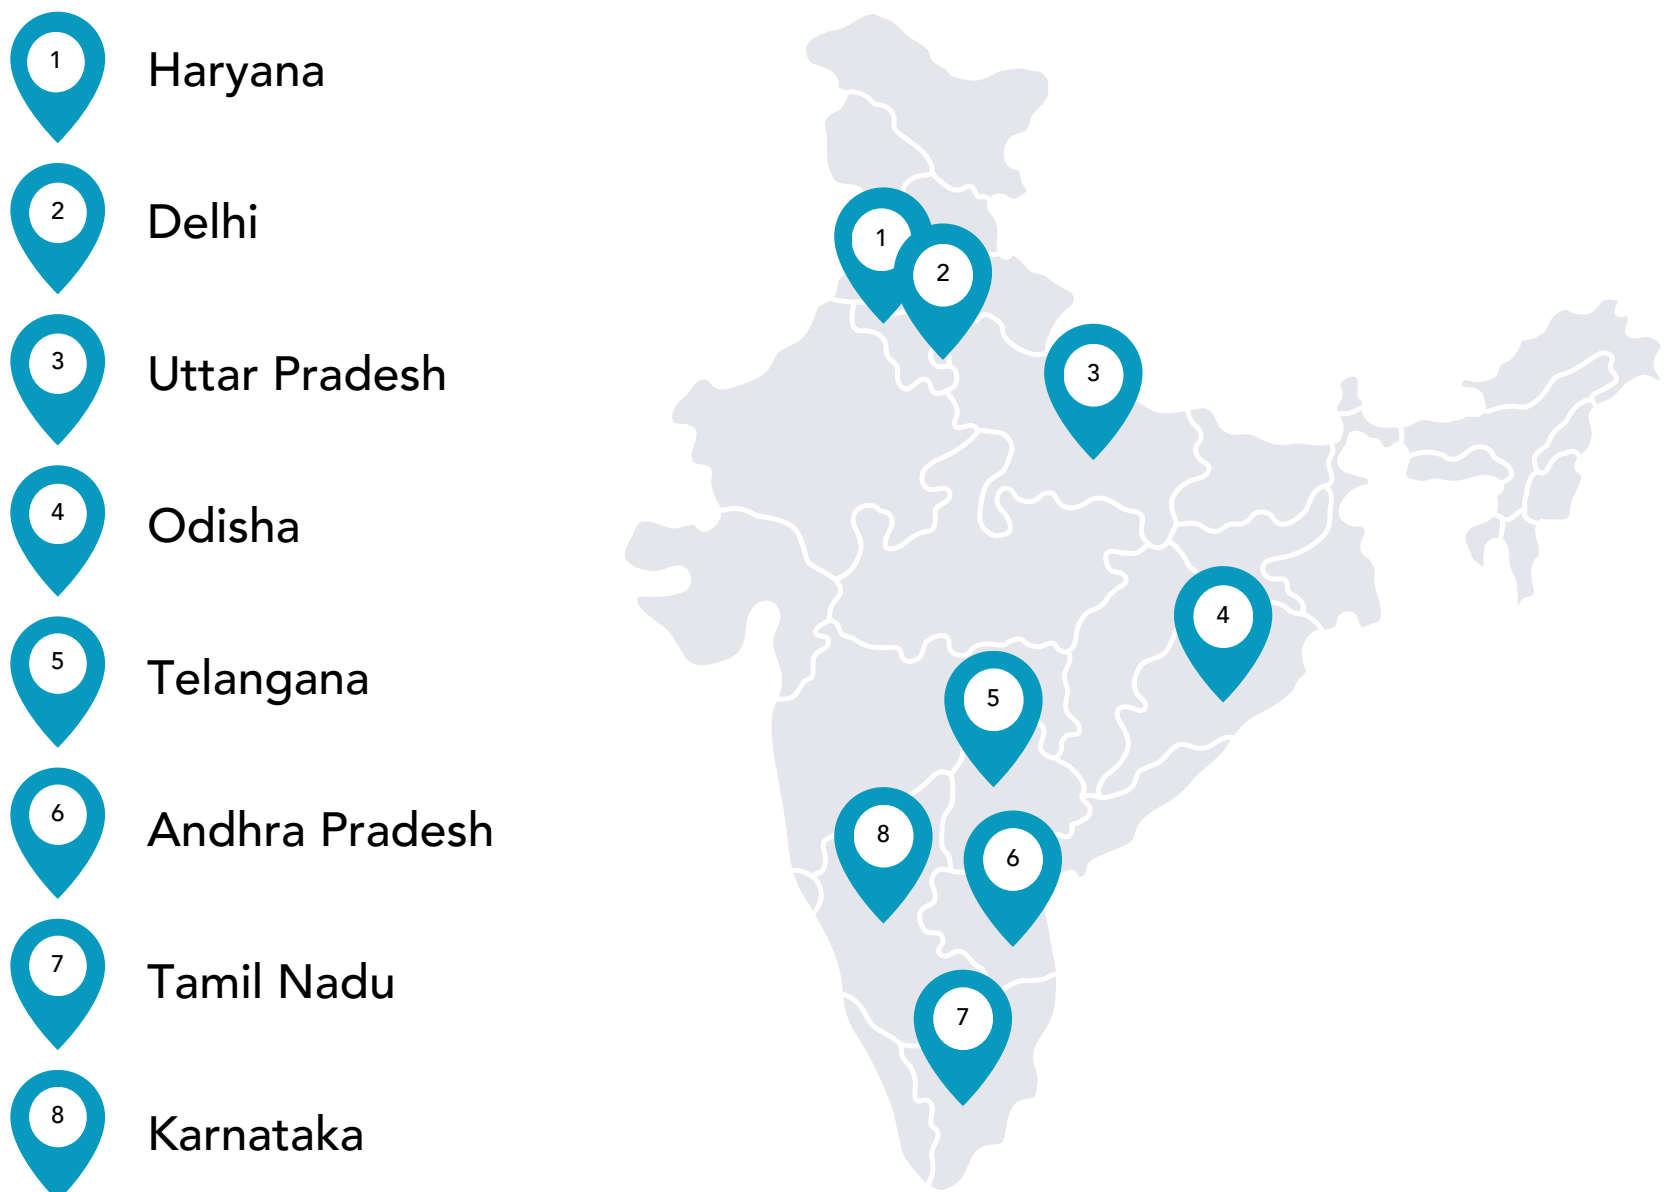 1 Haryana
2 Delhi
3 Uttar Pradesh
4 Odisha
5 Telangana
6 Andhra Pradesh
7 Tamil Nadu
8 Karnataka
1
2
3
4
5
8
6
7